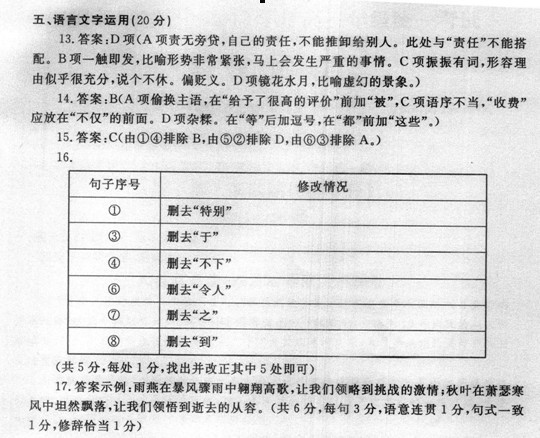 五、语言文字运用(20分)
13.答案:D项(A项责无旁贷,自己的责任,不能推卸给别人。此处与“责任”不能搭
配。B项一触即发,比喻形势非常紧张,马上会发生严重的事情。C项振振有词,形容理
由似乎很充分,说个不休。偏贬义。D项镜花水月,比喻虚幻的景象。)
14.答案:B(A项偷换主语,在“给予了很高的评价”前加“被”,C项语序不当,“收费”
应放在“不仅”的前面。D项杂糅。在“等”后加逗号,在“都”前加“这些”。)
15.答案:C(由①④排除B,由⑤②排除D,由⑥③排除A。)
16.
句子序号 修改情况
① 删去“特别”
③ 删去“于”
④ 删去“不下”
⑥ 删去“令人”
⑦ 删去“之”
⑧ 删去“到”
(共5分,每处1分,找出并改正其中5处即可)
17.答案示例:雨燕在暴风骤雨中翱翔高歌,让我们领略到挑战的激情;秋叶在萧瑟寒
风中坦然飘落,让我们领悟到逝去的从容。(共6分,每句3分,语意连贯1分,句式一致
1分,修辞恰当1分)